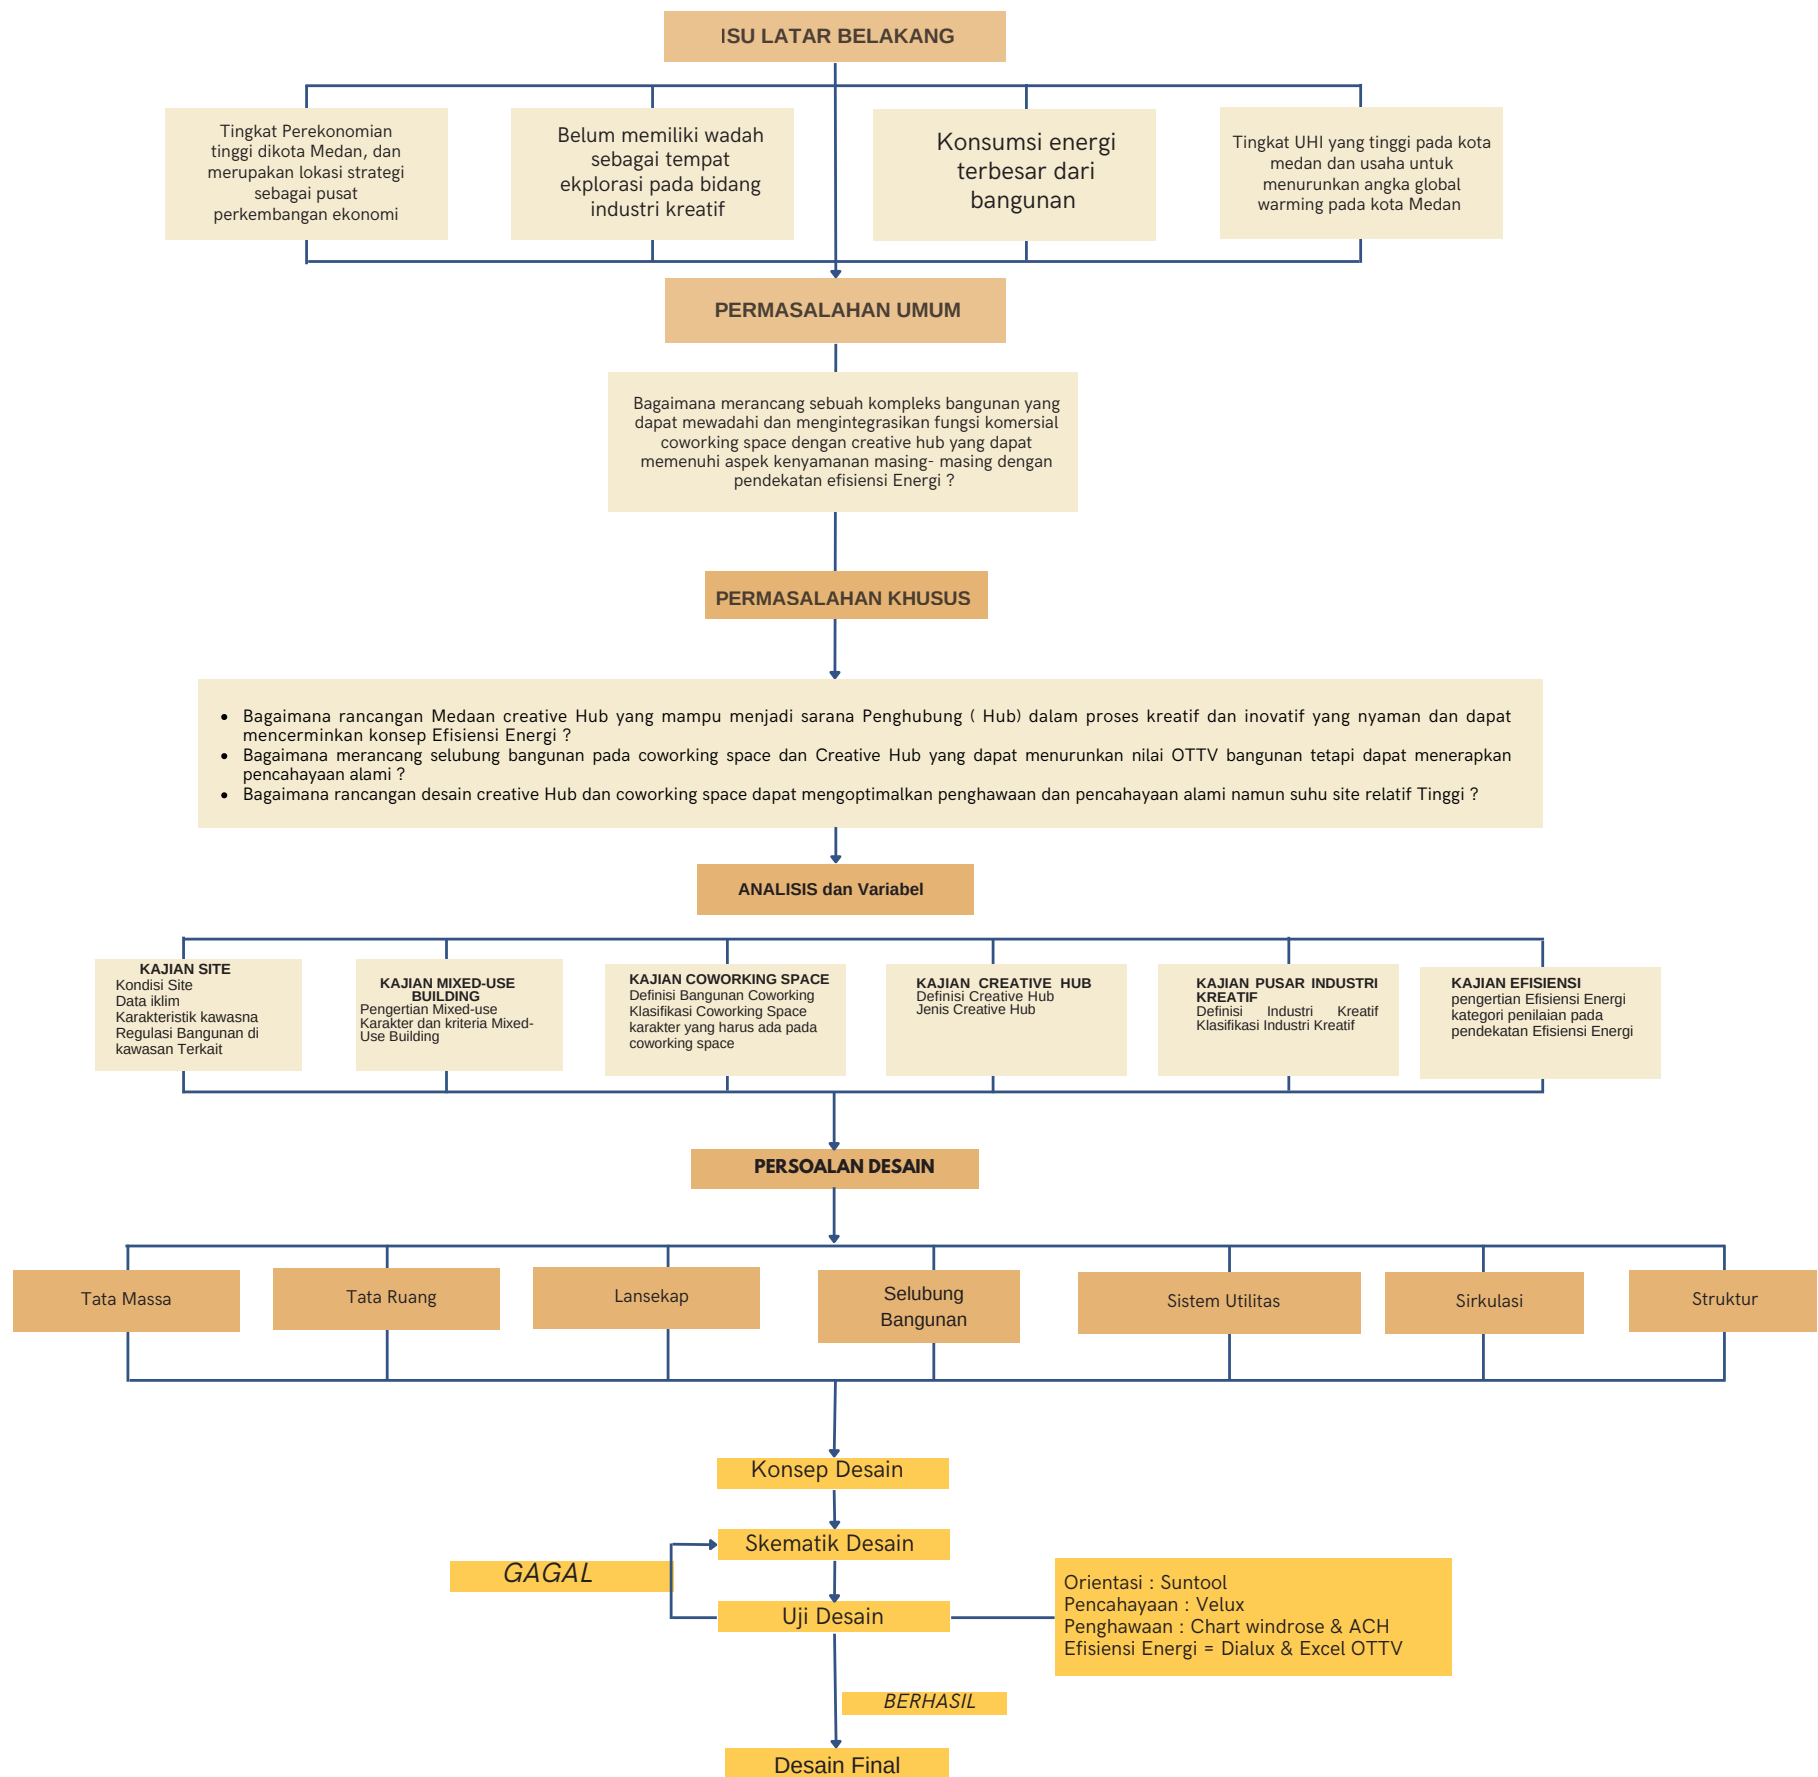 ISU LATAR BELAKANG
Tingkat Perekonomian
tinggi dikota Medan, dan
merupakan lokasi strategi
sebagai pusat
perkembangan ekonomi
Belum memiliki wadah
sebagai tempat
ekplorasi pada bidang
industri kreatif
Konsumsi energi
terbesar dari
bangunan
Tingkat UHI yang tinggi pada kota
medan dan usaha untuk
menurunkan angka global
warming pada kota Medan
PERMASALAHAN UMUM
Bagaimana merancang sebuah kompleks bangunan yang
dapat mewadahi dan mengintegrasikan fungsi komersial
coworking space dengan creative hub yang dapat
memenuhi aspek kenyamanan masing- masing dengan
pendekatan efisiensi Energi ?
PERMASALAHAN KHUSUS
• Bagaimana rancangan Medaan creative Hub yang mampu menjadi sarana Penghubung ( Hub) dalam proses kreatif dan inovatif yang nyaman dan dapat
mencerminkan konsep Efisiensi Energi ?
• Bagaimana merancang selubung bangunan pada coworking space dan Creative Hub yang dapat menurunkan nilai OTTV bangunan tetapi dapat menerapkan
pencahayaan alami ?
• Bagaimana rancangan desain creative Hub dan coworking space dapat mengoptimalkan penghawaan dan pencahayaan alami namun suhu site relatif Tinggi ?
ANALISIS dan Variabel
KAJIAN SITE
Kondisi Site
Data iklim
Karakteristik kawasna
Regulasi Bangunan di
kawasan Terkait
KAJIAN MIXED-USE
BUILDING
Pengertian Mixed-use
Karakter dan kriteria Mixed-
Use Building
KAJIAN COWORKING SPACE
Definisi Bangunan Coworking
Klasifikasi Coworking Space
karakter yang harus ada pada
coworking space
KAJIAN CREATIVE HUB
Definisi Creative Hub
Jenis Creative Hub
KAJIAN PUSAR INDUSTRI
KREATIF
Definisi Industri Kreatif
Klasifikasi Industri Kreatif
KAJIAN EFISIENSI
pengertian Efisiensi Energi
kategori penilaian pada
pendekatan Efisiensi Energi
PERSOALAN DESAIN
Tata Massa
Tata Ruang
Lansekap
Selubung
Bangunan
Sistem Utilitas
Sirkulasi
Struktur
Konsep Desain
Skematik Desain
GAGAL
Uji Desain
Orientasi : Suntool
Pencahayaan : Velux
Penghawaan : Chart windrose & ACH
Efisiensi Energi = Dialux & Excel OTTV
BERHASIL
Desain Final